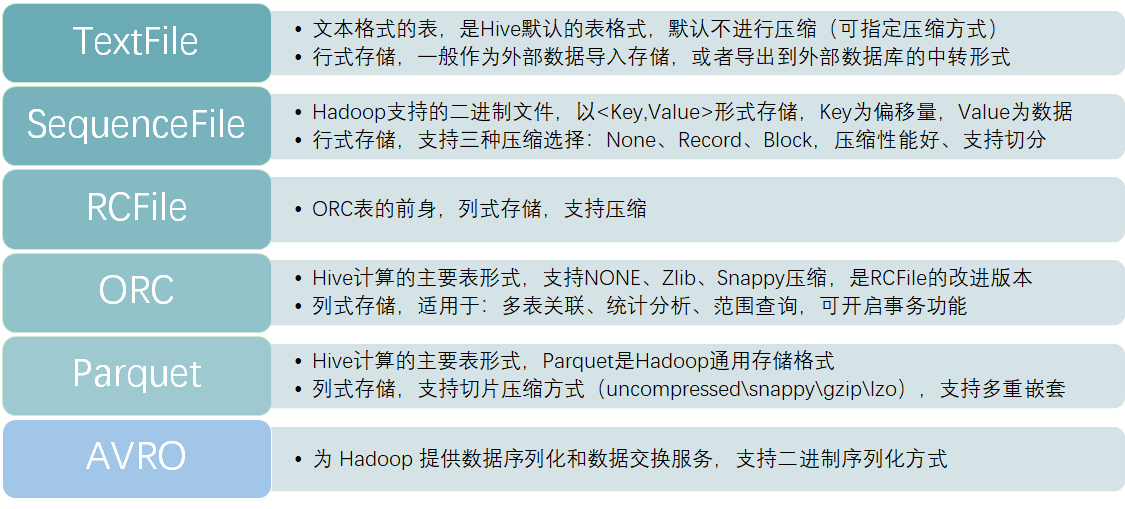 TextFile
• 文本格式的表，是Hive默认的表格式，默认不进行压缩（可指定压缩方式）
• 行式存储，一般作为外部数据导入存储，或者导出到外部数据库的中转形式
SequenceFile
• Hadoop支持的二进制文件，以<Key,Value>形式存储，Key为偏移量，Value为数据
• 行式存储，支持三种压缩选择：None、Record、Block，压缩性能好、支持切分
RCFile
• ORC表的前身，列式存储，支持压缩
ORC
• Hive计算的主要表形式，支持NONE、Zlib、Snappy压缩，是RCFile的改进版本
• 列式存储，适用于：多表关联、统计分析、范围查询，可开启事务功能
Parquet
• Hive计算的主要表形式，Parquet是Hadoop通用存储格式
• 列式存储，支持切片压缩方式（uncompressed\snappy\gzip\lzo），支持多重嵌套
AVRO
• 为 Hadoop 提供数据序列化和数据交换服务，支持二进制序列化方式